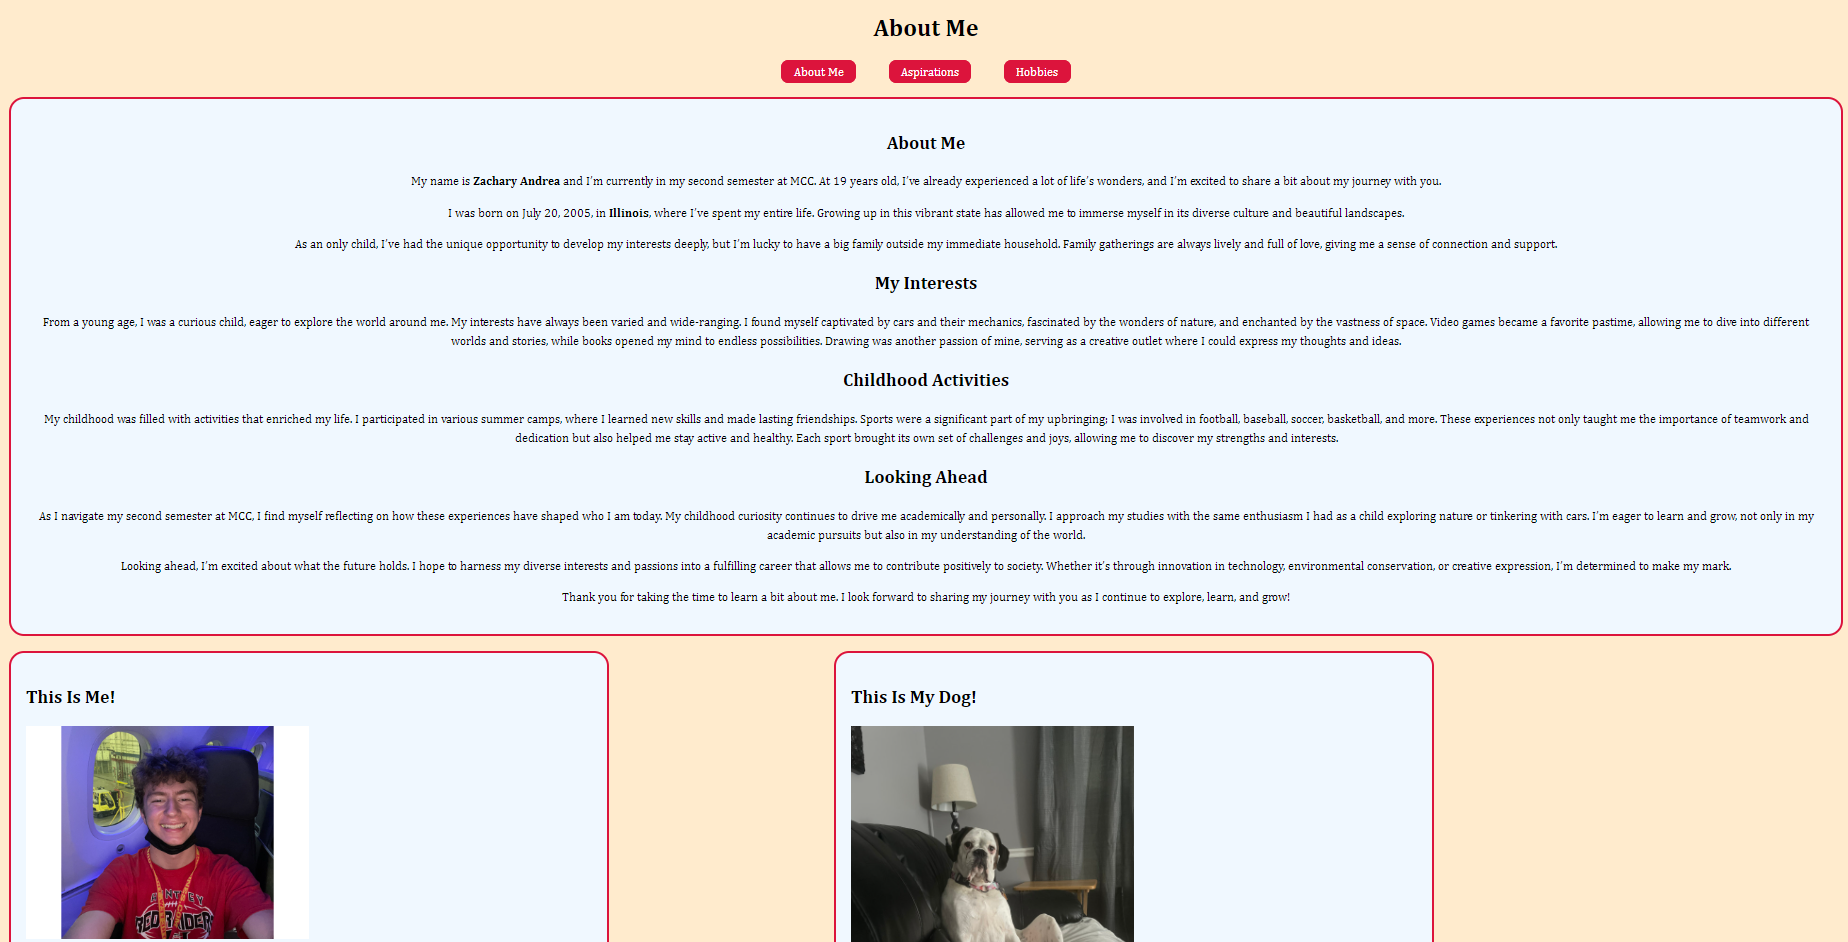 About Me
About Me Aspirations Hobbies
About Me
My name is Zachary Andrea and I'm currently in my second semester at MCC. At 19 years old, I've already experienced a lot of life's wonders, and I'm excited to share a bit about my journey with you.
I was born on July 20, 2005, in Illinois, where I've spent my entire life. Growing up in this vibrant state has allowed me to immerse myself in its diverse culture and beautiful landscapes.
As an only child, I've had the unique opportunity to develop my interests deeply, but I'm lucky to have a big family outside my immediate household. Family gatherings are always lively and full of love, giving me a sense of connection and support.
My Interests
From a young age, I was a curious child, eager to explore the world around me. My interests have always been varied and wide-ranging. I found myself captivated by cars and their mechanics, fascinated by the wonders of nature, and enchanted by the vastness of space. Video games became a favorite pastime, allowing me to dive into different
worlds and stories, while books opened my mind to endless possibilities. Drawing was another passion of mine, serving as a creative outlet where I could express my thoughts and ideas.
Childhood Activities
My childhood was filled with activities that enriched my life. I participated in various summer camps, where I learned new skills and made lasting friendships. Sports were a significant part of my upbringing; I was involved in football, baseball, soccer, basketball, and more. These experiences not only taught me the importance of teamwork and
dedication but also helped me stay active and healthy. Each sport brought its own set of challenges and joys, allowing me to discover my strengths and interests.
Looking Ahead
As I navigate my second semester at MCC, I find myself reflecting on how these experiences have shaped who I am today. My childhood curiosity continues to drive me academically and personally. I approach my studies with the same enthusiasm I had as a child exploring nature or tinkering with cars. I'm eager to learn and grow, not only in my
academic pursuits but also in my understanding of the world.
Looking ahead, I'm excited about what the future holds. I hope to harness my diverse interests and passions into a fulfilling career that allows me to contribute positively to society. Whether it's through innovation in technology, environmental conservation, or creative expression, I'm determined to make my mark.
Thank you for taking the time to learn a bit about me. I look forward to sharing my journey with you as I continue to explore, learn, and grow!
This Is Me!
This Is My Dog!
RED RAIDERS